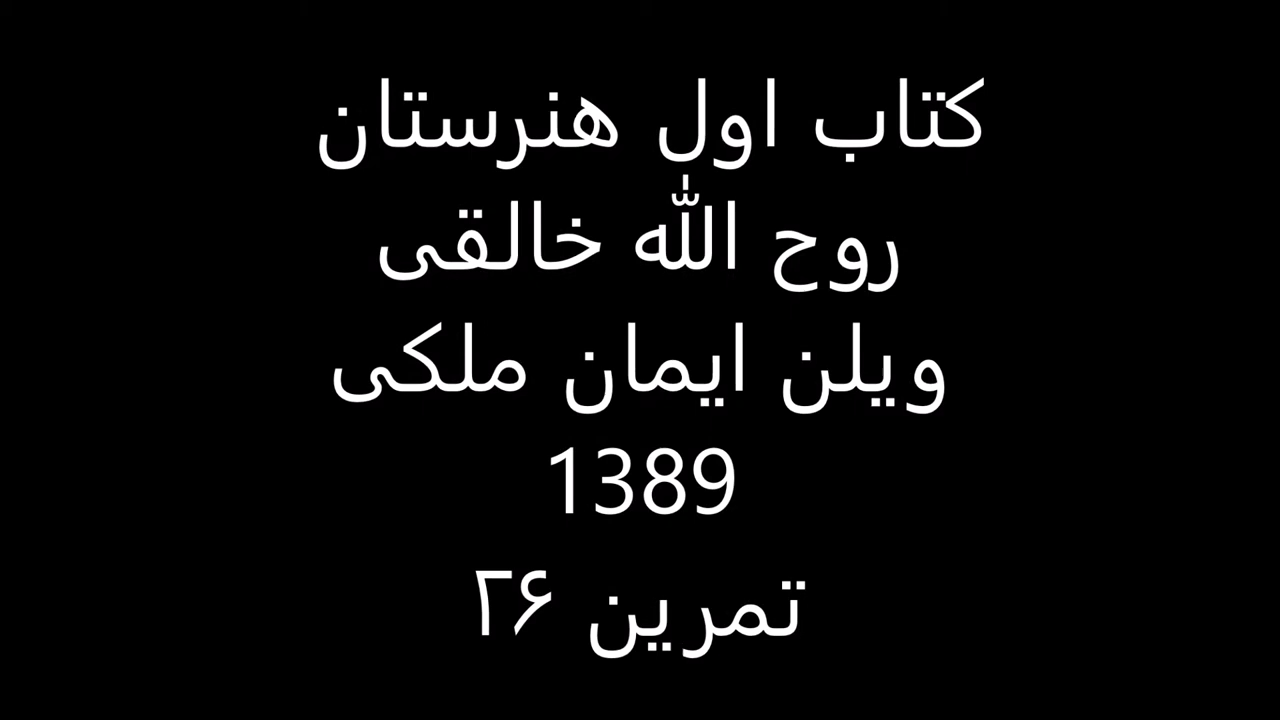 کتاب اول هنرستان
روح الله خالقی
ویلن ایمان ملکی
1389
تمرین ۲۶